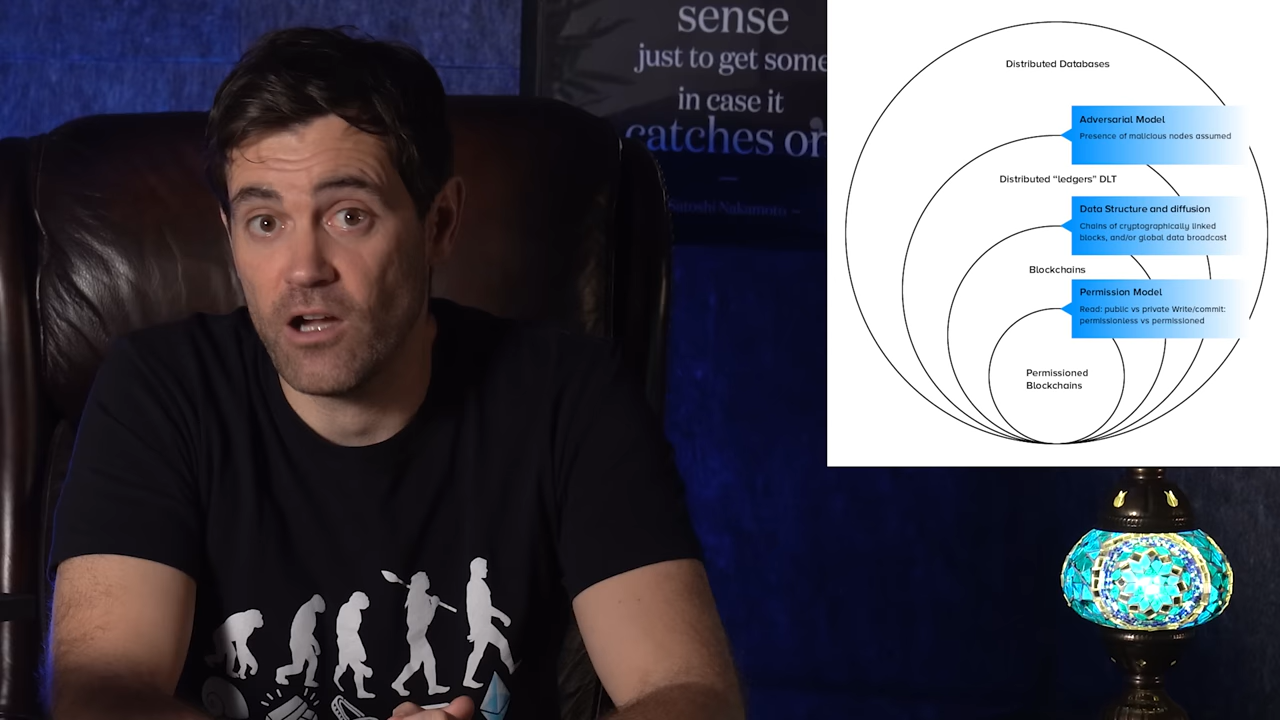 sense
just to get some
in case it
catches on
Satoshi Nakamoto
Distributed Databases
Adversarial Model
Presence of malicious nodes assumed
Distributed “ledgers” DLT
Data Structure and diffusion
Chains of cryptographically linked
blocks, and/or global data broadcast
Blockchains
Permission Model
Read: public vs private Write/commit:
permissionless vs permissioned
Permissioned
Blockchains